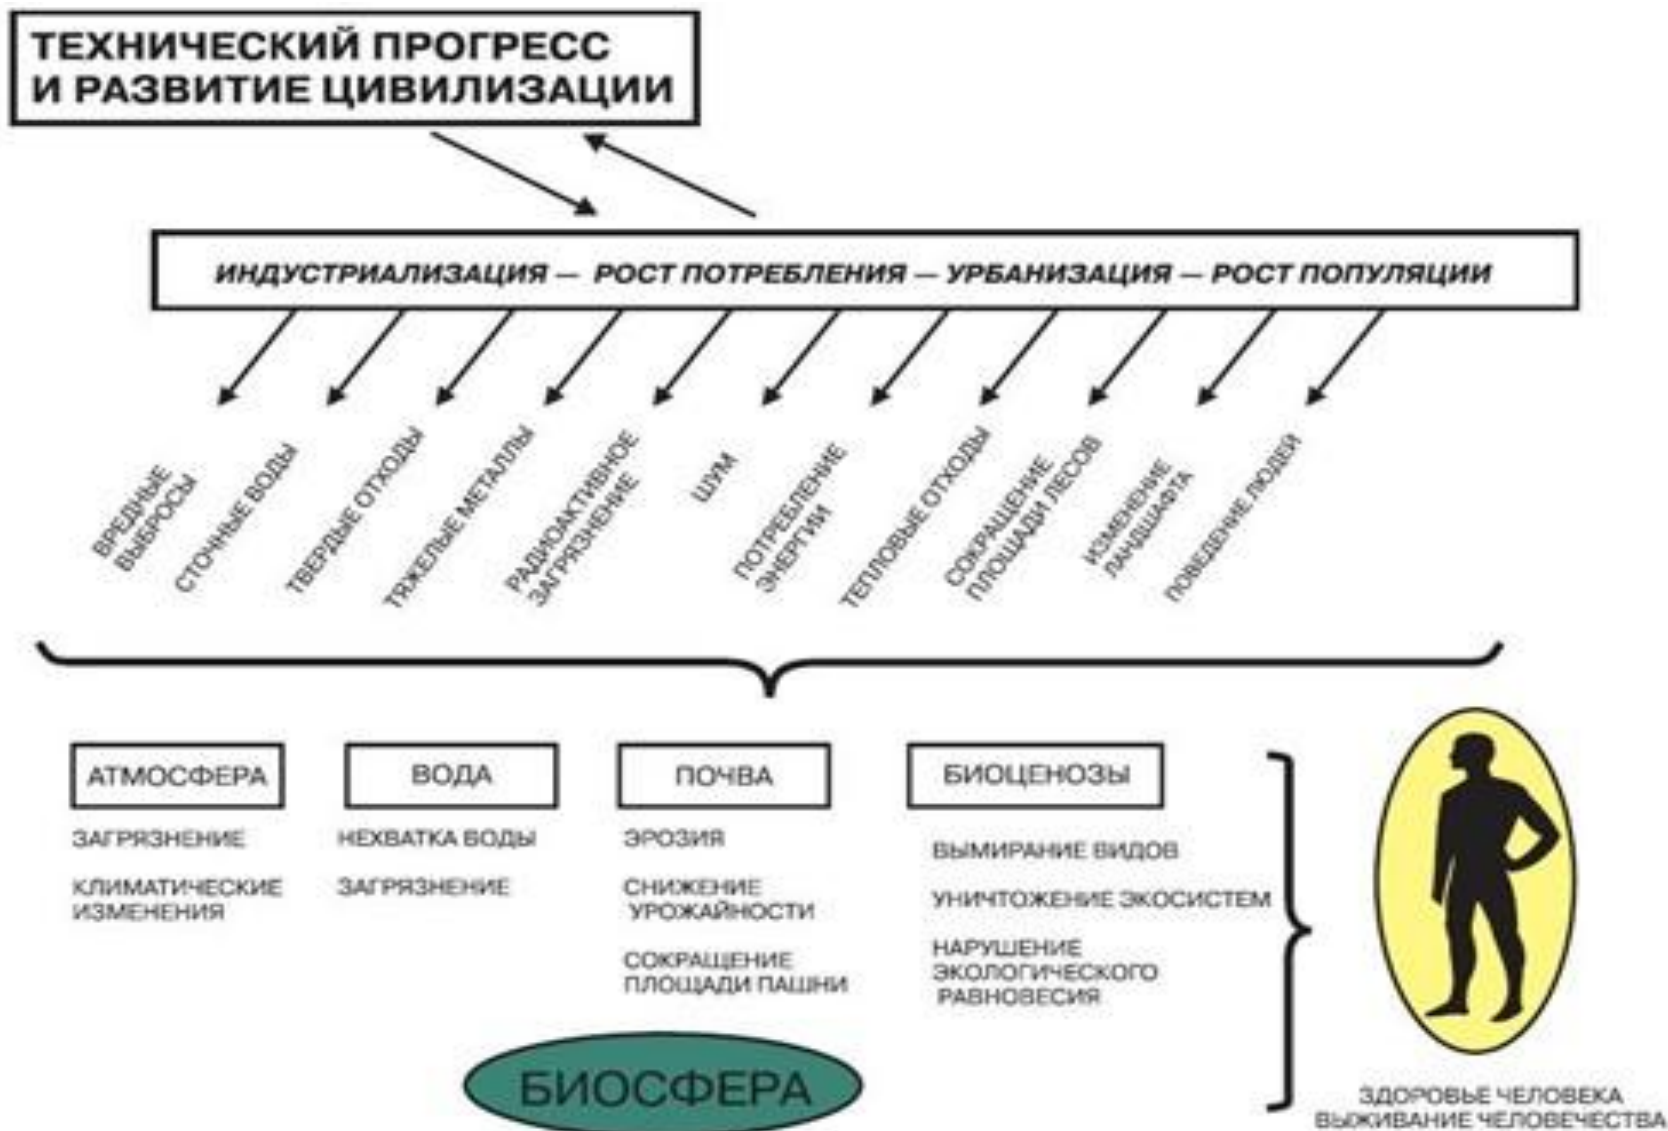 ТЕХНИЧЕСКИЙ ПРОГРЕСС
И РАЗВИТИЕ ЦИВИЛИЗАЦИИ
ИНДУСТРИАЛИЗАЦИЯ — РОСТ ПОТРЕБЛЕНИЯ — УРБАНИЗАЦИЯ — РОСТ ПОПУЛЯЦИИ
ВРЕДНЫЕ
ВЫБРОСЫ
СТОЧНЫЕ ВОДЫ
ТВЕРДЫЕ ОТХОДЫ
ТЯЖЕЛЫЕ МЕТАЛЛЫ
РАДИОАКТИВНОЕ
ЗАГРЯЗНЕНИЕ
ШУМ
ПОТРЕБЛЕНИЕ
ЭНЕРГИИ
ТЕПЛОВЫЕ ОТХОДЫ
СОКРАЩЕНИЕ
ПЛОЩАДИ ЛЕСОВ
ИЗМЕНЕНИЕ
ЛАНДШАФТА
ПОВЕДЕНИЕ ЛЮДЕЙ
АТМОСФЕРА
ЗАГРЯЗНЕНИЕ
КЛИМАТИЧЕСКИЕ
ИЗМЕНЕНИЯ
ВОДА
НЕХВАТКА ВОДЫ
ЗАГРЯЗНЕНИЕ
ПОЧВА
ЭРОЗИЯ
СНИЖЕНИЕ
УРОЖАЙНОСТИ
СОКРАЩЕНИЕ
ПЛОЩАДИ ПАШНИ
БИОЦЕНОЗЫ
ВЫМИРАНИЕ ВИДОВ
УНИЧТОЖЕНИЕ ЭКОСИСТЕМ
НАРУШЕНИЕ
ЭКОЛОГИЧЕСКОГО
РАВНОВЕСИЯ
БИОСФЕРА
ЗДОРОВЬЕ ЧЕЛОВЕКА
ВЫЖИВАНИЕ ЧЕЛОВЕЧЕСТВА